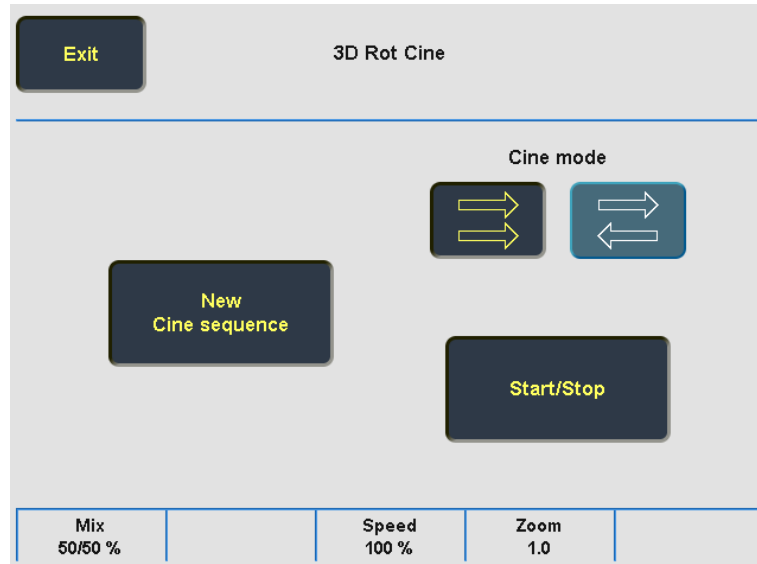 Exit
3D Rot Cine
Cine mode
New
Cine sequence
Start/Stop
Mix
50/50 %
Speed
100 %
Zoom
1.0